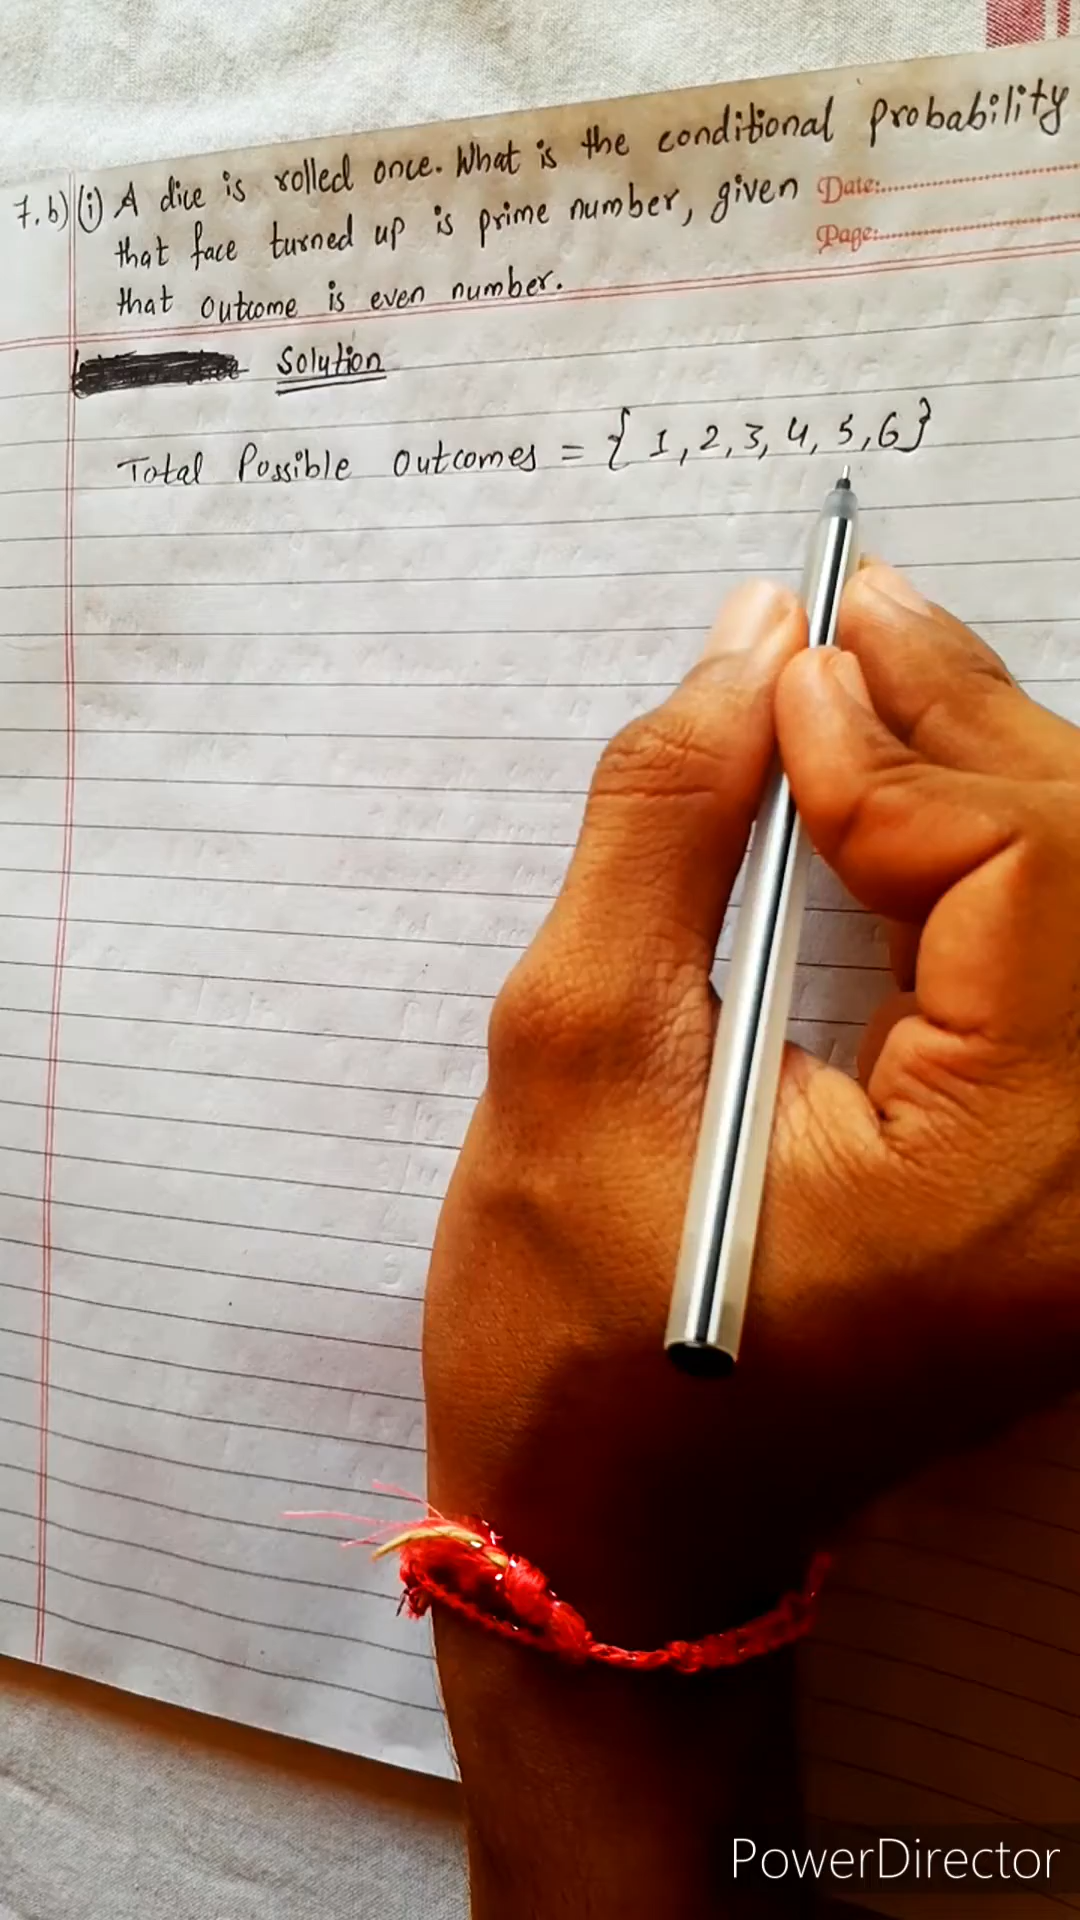 7.b) (i) A dice is rolled once. What is the conditional probability
that face turned up is prime number, given
that outcome is even number.
Date:
Page:
Solution
Total Possible Outcomes = { 1, 2, 3, 4, 5, 6 }
PowerDirector